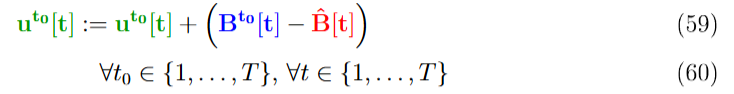 u^{t_0}[t] := u^{t_0}[t] + (B^{t_0}[t] − B̂[t]) (59)
∀t_0 ∈ {1, . . . , T}, ∀t ∈ {1, . . . , T} (60)